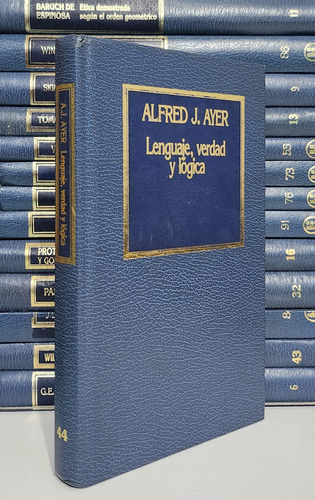 BARUCH DE
ESPINOSA
Ética demostrada
según el orden geométrico
11
WIN
86
SIG
9
TOM
13
55
73
76
91
PROT
Y GO
16
PA
32
J.
8
WI
43
G.E.
6
ALFRED J. AYER
Lenguaje, verdad
y lógica
A.J. AYER Lenguaje, verdad y lógica
44